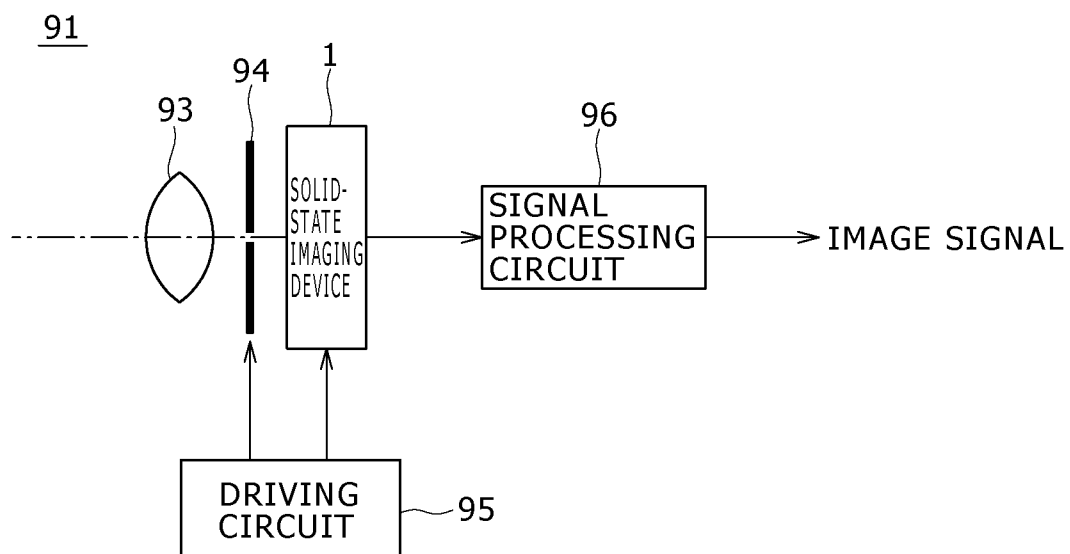 91
1
94
93
96
SOLID-
STATE
IMAGING
DEVICE
SIGNAL
PROCESSING
CIRCUIT
IMAGE SIGNAL
DRIVING
CIRCUIT
95